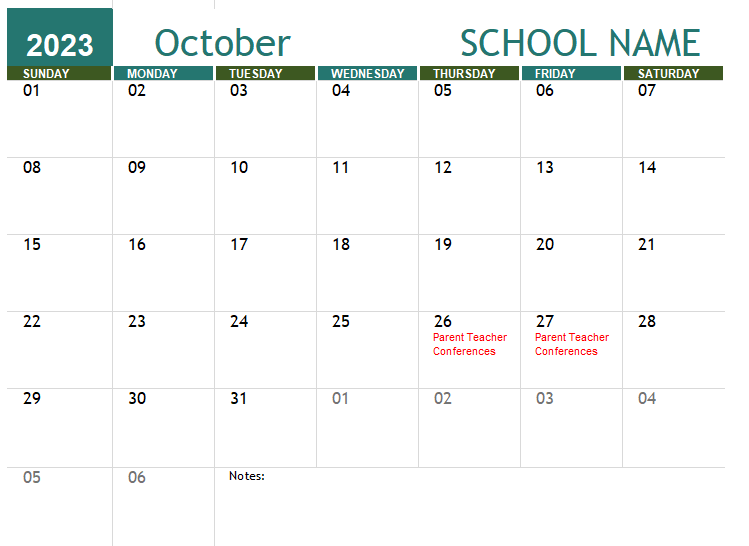 2023 October SCHOOL NAME
SUNDAY MONDAY TUESDAY WEDNESDAY THURSDAY FRIDAY SATURDAY
01 02 03 04 05 06 07
08 09 10 11 12 13 14
15 16 17 18 19 20 21
22 23 24 25 26 27 28
Parent Teacher Parent Teacher
Conferences Conferences
29 30 31 01 02 03 04
05 06 Notes: